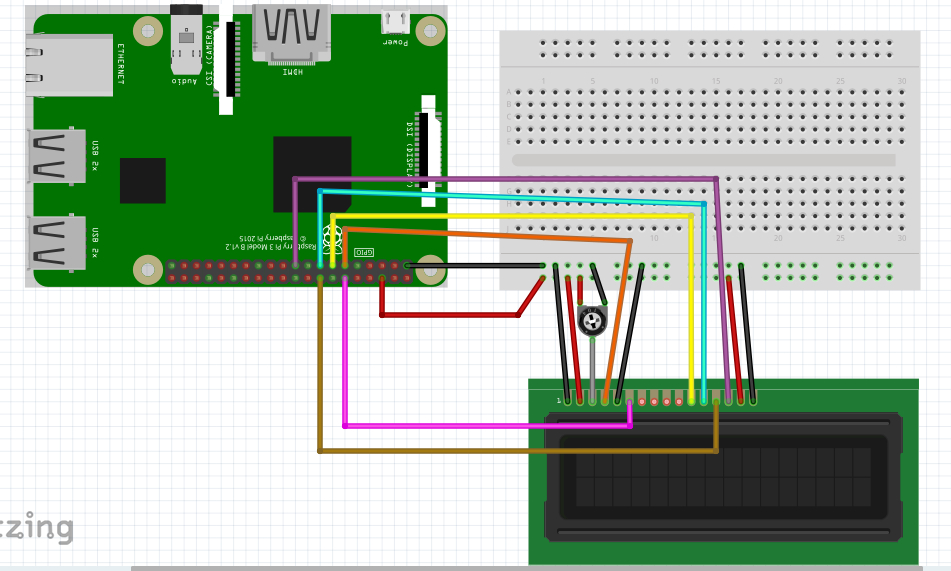 ETHERNET
Audio
CSI (CAMERA)
HDMI
Power
DSI (DISPLAY)
USB 2x
USB 2x
Raspberry Pi 3 Model B v1.2
© Raspberry Pi 2015
GPIO
1 5 10 15 20 25 30
A
B
C
D
E
G
H
10 20 25 30
1
zing